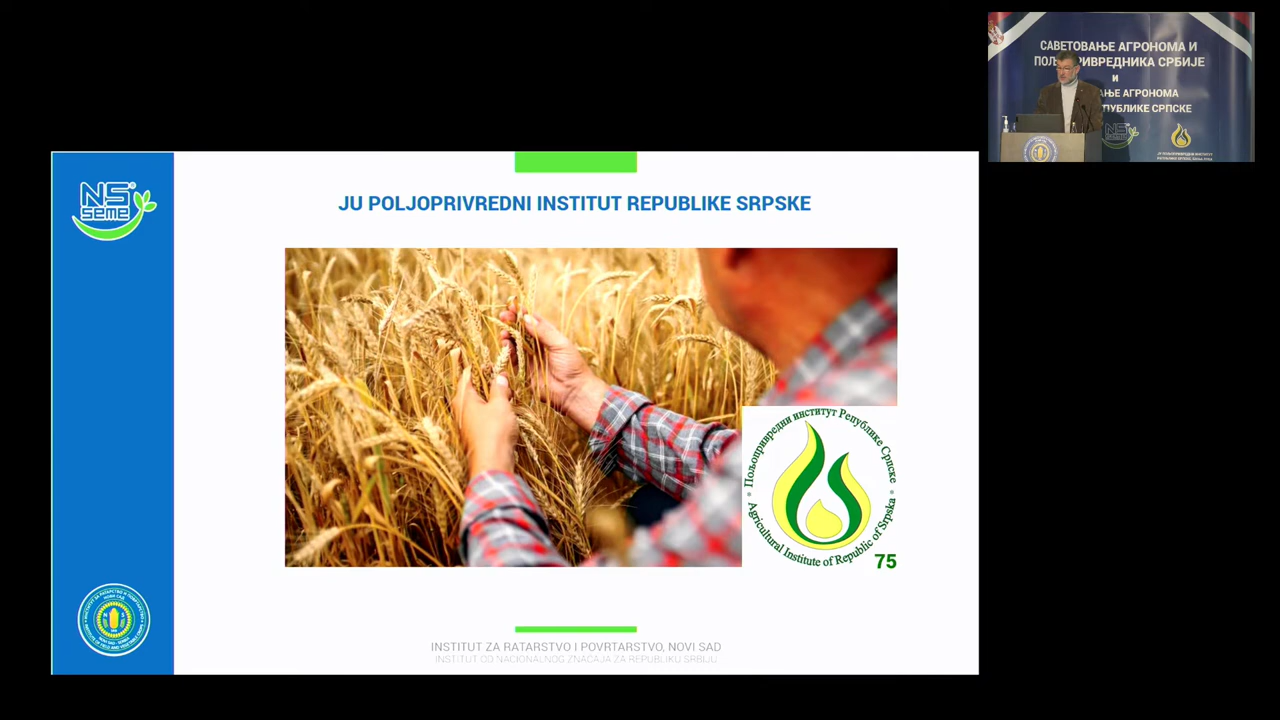 САВЕТОВАЊЕ АГРОНОМА И
ПРИВРЕДНИКА СРБИЈЕ
И
АЊЕ АГРОНОМА
ПУБЛИКЕ СРПСКЕ
NS
seme
JU POLJOPRIVREDNI INSTITUT REPUBLIKE SRPSKE
Пољопривредни институт Републике Српске
Agricultural Institute of Republic of Srpska
75
INSTITUT ZA RATARSTVO I POVRTARSTVO, NOVI SAD
INSTITUT OD NACIONALNOG ZNAČAJA ZA REPUBLIKU SRBIJU